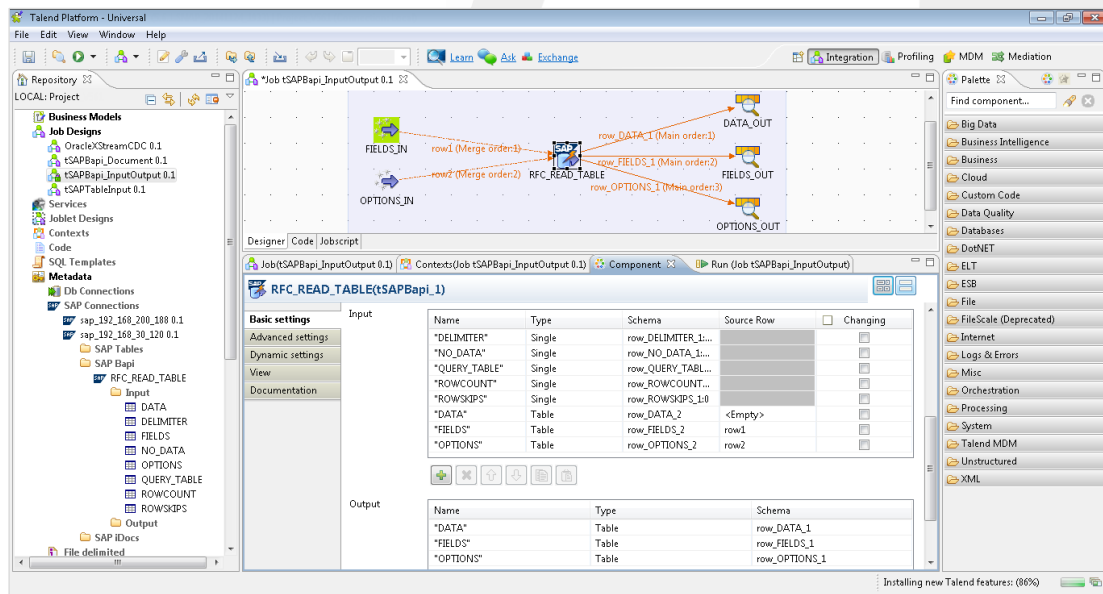 Talend Platform - Universal
File Edit View Window Help
Learn Ask Exchange
Integration Profiling MDM Mediation
Repository
LOCAL: Project
Business Models
Job Designs
OracleXStreamCDC 0.1
tSAPBapi_Document 0.1
tSAPBapi_InputOutput 0.1
tSAPTableInput 0.1
Services
Joblet Designs
Contexts
Code
SQL Templates
Metadata
Db Connections
SAP Connections
sap_192_168_200_188 0.1
sap_192_168_30_120 0.1
SAP Tables
SAP Bapi
RFC_READ_TABLE
Input
DATA
DELIMITER
FIELDS
NO_DATA
OPTIONS
QUERY_TABLE
ROWCOUNT
ROWSKIPS
Output
SAP iDocs
File delimited
*Job tSAPBapi_InputOutput 0.1
FIELDS_IN
row1 (Merge order:1)
OPTIONS_IN
row2 (Merge order:2)
SAP
RFC_READ_TABLE
row_DATA_1 (Main order:1)
DATA_OUT
row_FIELDS_1 (Main order:2)
FIELDS_OUT
row_OPTIONS_1 (Main order:3)
OPTIONS_OUT
Designer Code Jobscript
Job(tSAPBapi_InputOutput 0.1) Contexts(Job tSAPBapi_InputOutput 0.1) Component Run (Job tSAPBapi_InputOutput)
RFC_READ_TABLE(tSAPBapi_1)
Basic settings
Advanced settings
Dynamic settings
View
Documentation
Input
Name Type Schema Source Row Changing
"DELIMITER" Single row_DELIMITER_1:...
"NO_DATA" Single row_NO_DATA_1:...
"QUERY_TABLE" Single row_QUERY_TABL...
"ROWCOUNT" Single row_ROWCOUNT...
"ROWSKIPS" Single row_ROWSKIPS_1:0
"DATA" Table row_DATA_2 <Empty>
"FIELDS" Table row_FIELDS_2 row1
"OPTIONS" Table row_OPTIONS_2 row2
Output
Name Type Schema
"DATA" Table row_DATA_1
"FIELDS" Table row_FIELDS_1
"OPTIONS" Table row_OPTIONS_1
Palette
Find component...
Big Data
Business Intelligence
Business
Cloud
Custom Code
Data Quality
Databases
DotNET
ELT
ESB
File
FileScale (Deprecated)
Internet
Logs & Errors
Misc
Orchestration
Processing
System
Talend MDM
Unstructured
XML
Installing new Talend features: (86%)